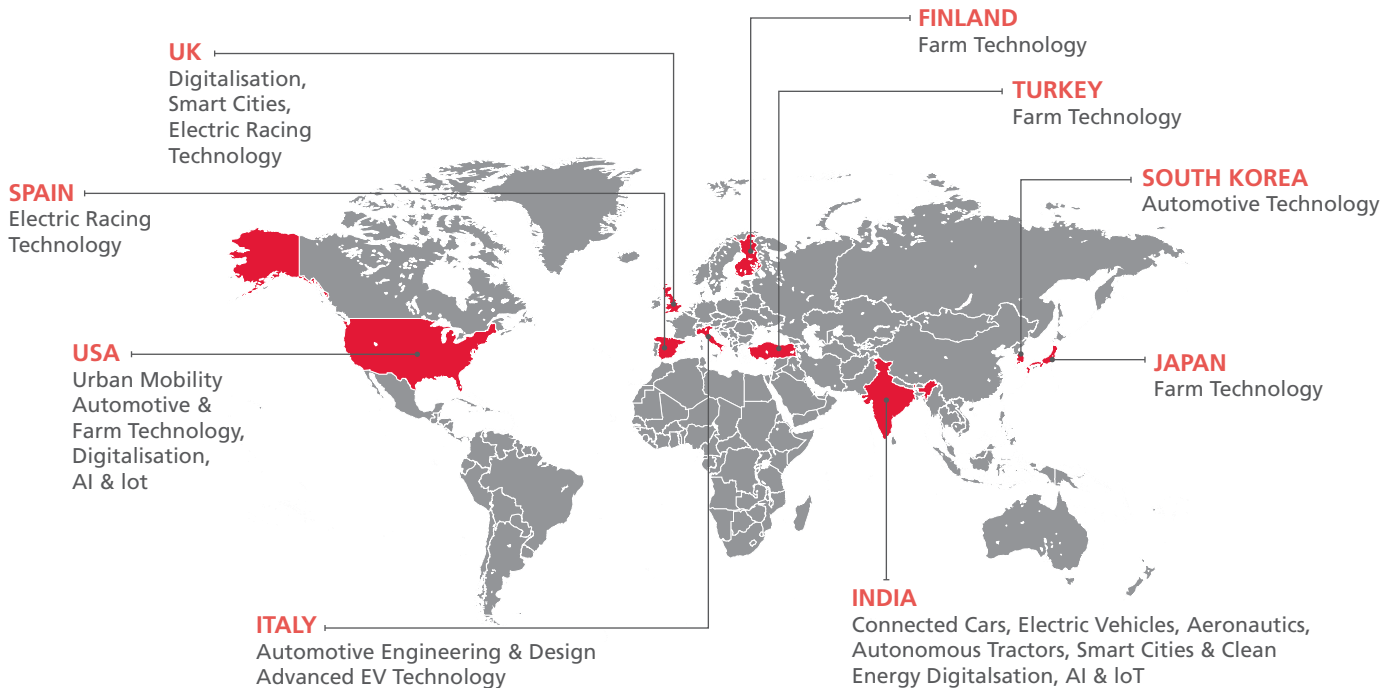 FINLAND
Farm Technology
UK
Digitalisation,
Smart Cities,
Electric Racing
Technology
TURKEY
Farm Technology
SPAIN
Electric Racing
Technology
SOUTH KOREA
Automotive Technology
USA
Urban Mobility
Automotive &
Farm Technology,
Digitalisation,
AI & lot
JAPAN
Farm Technology
ITALY
Automotive Engineering & Design
Advanced EV Technology
INDIA
Connected Cars, Electric Vehicles, Aeronautics,
Autonomous Tractors, Smart Cities & Clean
Energy Digitalsation, AI & IoT